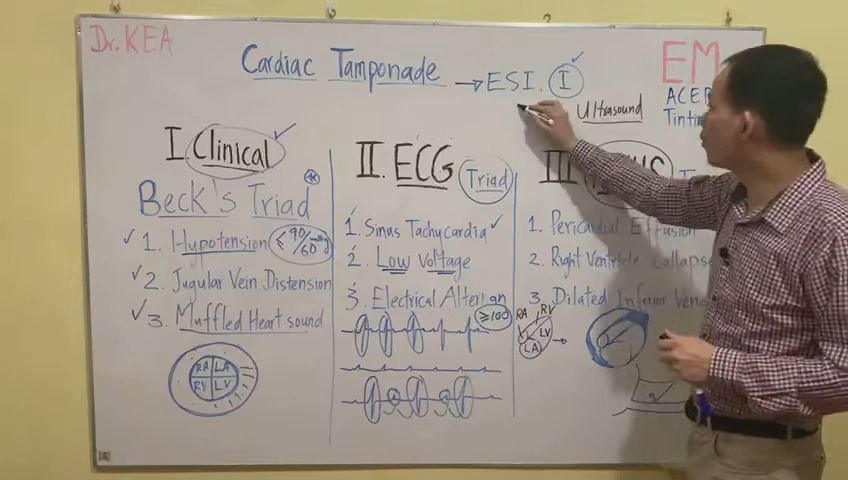 Dr. KEA
Cardiac Tamponade → ESI. I ✓
EM
ACEP
Ultrasound
I. Clinical ✓
Beck's Triad
✓ 1. Hypotension ≤ 90/60 mmHg
✓ 2. Jugular Vein Distension
✓ 3. Muffled Heart sound
RA LA
RV LV
II. ECG
Triad
1. Sinus Tachycardia ✓
2. Low Voltage
3. Electrical Alternan
≥100
III
1. Pericardial Effusion
2. Right Ventricle Collapse
3. Dilated Inferior Vena
RA RV
LV
LA